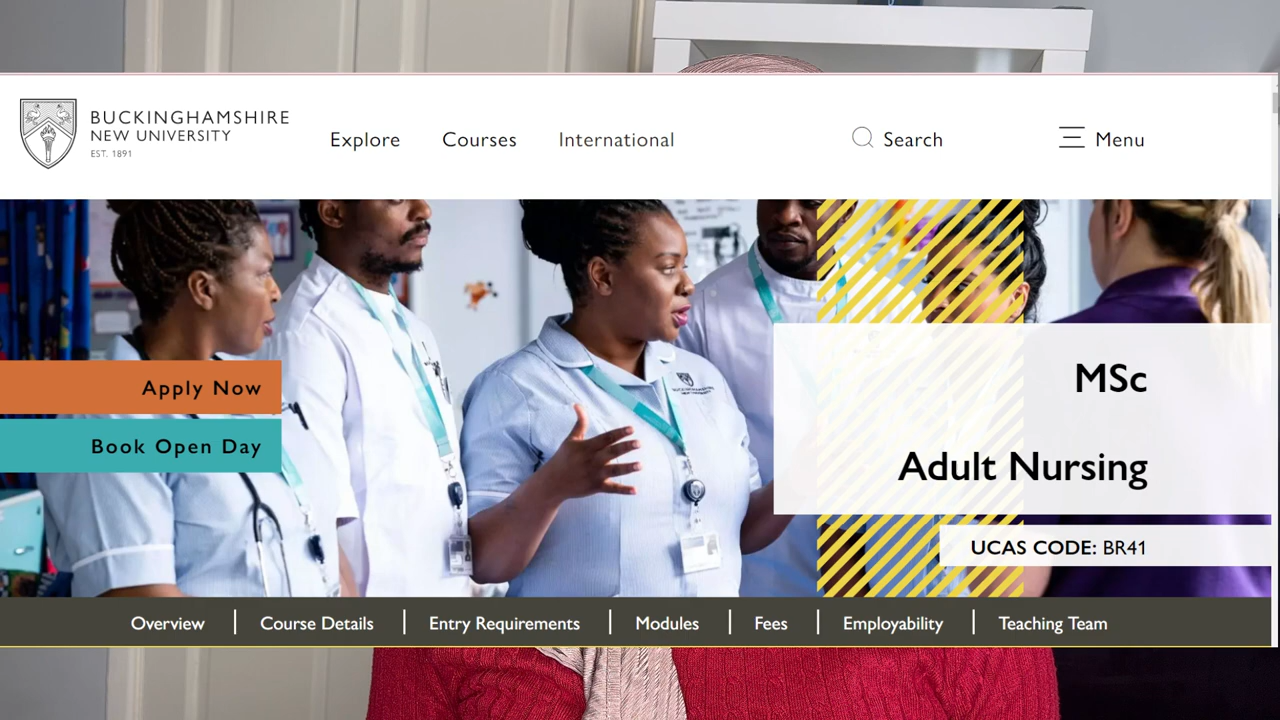 BUCKINGHAMSHIRE
NEW UNIVERSITY
EST. 1891
Explore
Courses
International
Search
Menu
Apply Now
Book Open Day
MSc
Adult Nursing
UCAS CODE: BR41
Overview
Course Details
Entry Requirements
Modules
Fees
Employability
Teaching Team